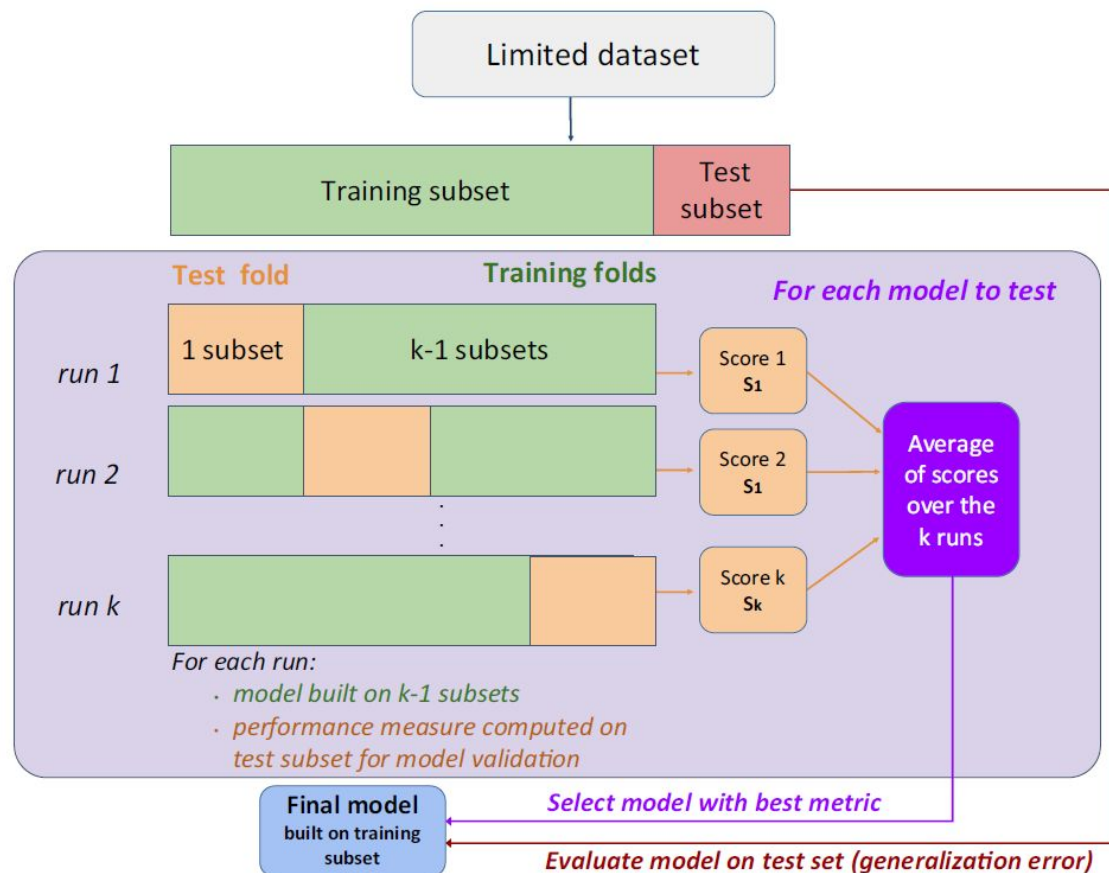 Limited dataset
Training subset
Test
subset
Test fold
Training folds
For each model to test
run 1
1 subset
k-1 subsets
Score 1
S1
run 2
Score 2
S1
Average
of scores
over the
k runs
.
.
.
run k
Score k
Sk
For each run:
· model built on k-1 subsets
· performance measure computed on
test subset for model validation
Final model
built on training
subset
Select model with best metric
Evaluate model on test set (generalization error)